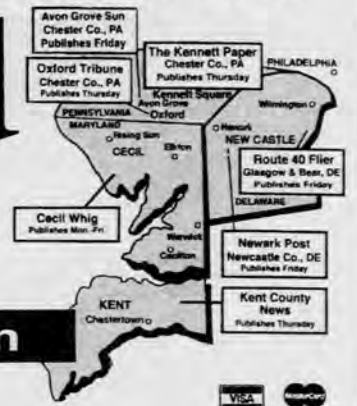 Avon Grove Sun
Chester Co., PA
Publishes Friday
The Kennett Paper
Chester Co., PA
Publishes Thursday
PHILADELPHIA
Oxford Tribune
Chester Co., PA
Publishes Thursday
Kennett Square
Avon Grove
Oxford
Wilmington
PENNSYLVANIA
MARYLAND
Rising Sun
Newark
CECIL
Elkton
NEW CASTLE
Route 40 Flier
Glasgow & Bear, DE
Publishes Friday
DELAWARE
Cecil Whig
Publishes Mon.-Fri.
Warwick
Cecilton
Newark Post
Newcastle Co., DE
Publishes Friday
KENT
Chestertown
Kent County
News
Publishes Thursday
n
VISA
MasterCard